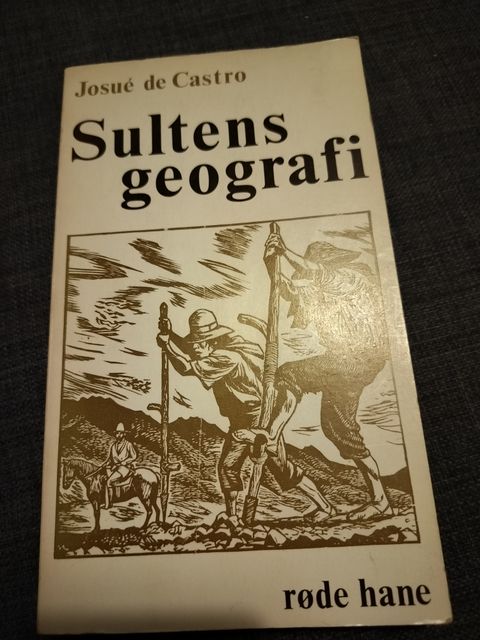 Josué de Castro
Sultens
geografi
røde hane